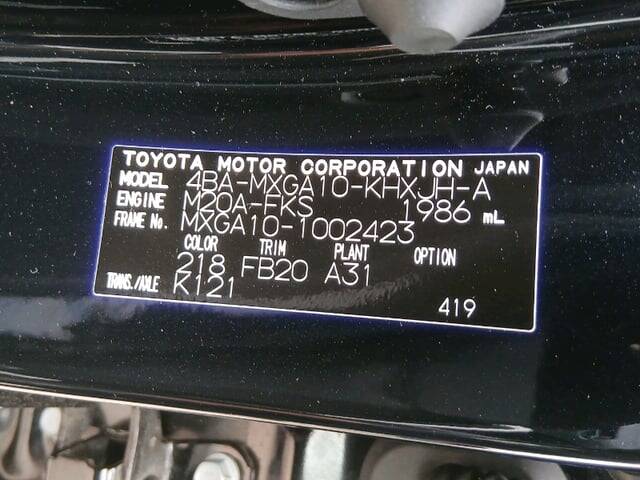 TOYOTA MOTOR CORPORATION JAPAN
MODEL 4BA-MXGA10-KHXJH-A
ENGINE M20A-FKS 1986 mL
FRAME No. MXGA10-1002423
COLOR TRIM PLANT OPTION
218 FB20 A31
TRANS./AXLE K121
419